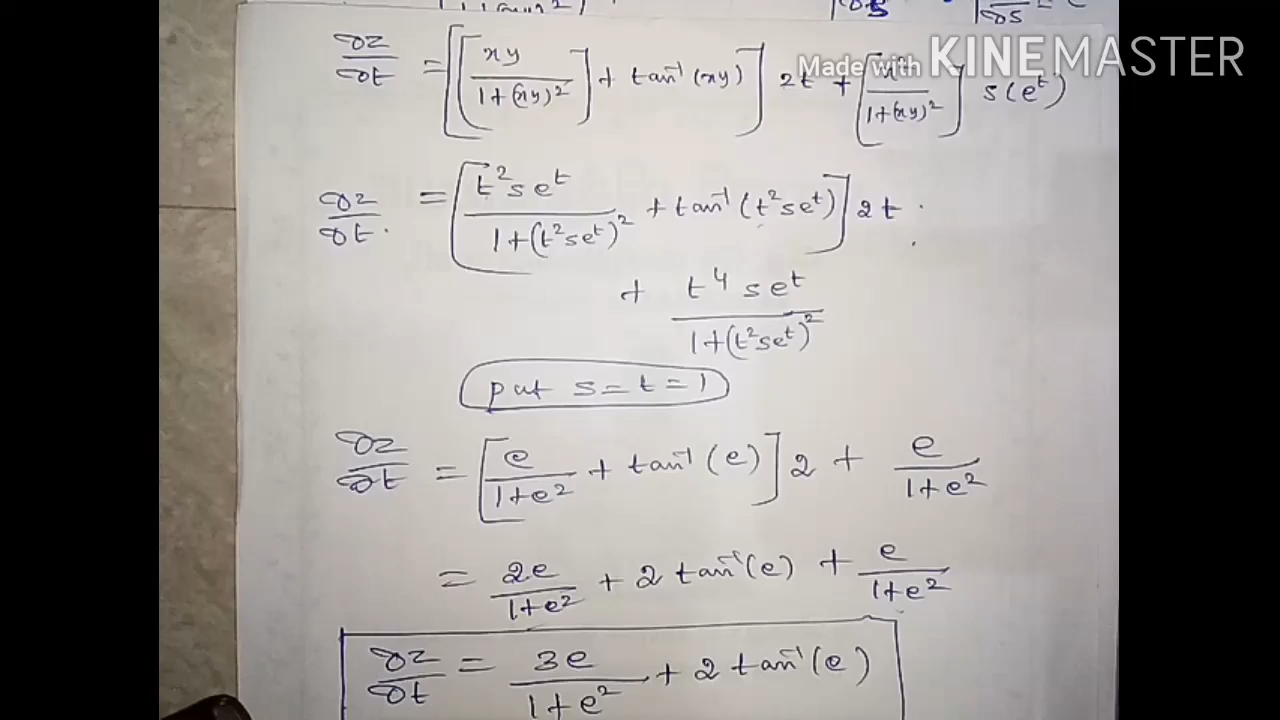 ∂z/∂t = [[xy/1+(xy)²] + tan⁻¹(xy)] 2t + [x²/1+(xy)²] s(eᵗ)
Made with KINEMASTER
∂z/∂t. = [t²seᵗ/1+(t²seᵗ)² + tan⁻¹(t²seᵗ)] 2t.
+ t⁴seᵗ/1+(t²seᵗ)²
put s=t=1
∂z/∂t = [e/1+e² + tan⁻¹(e)] 2 + e/1+e²
= 2e/1+e² + 2 tan⁻¹(e) + e/1+e²
∂z/∂t = 3e/1+e² + 2 tan⁻¹(e)